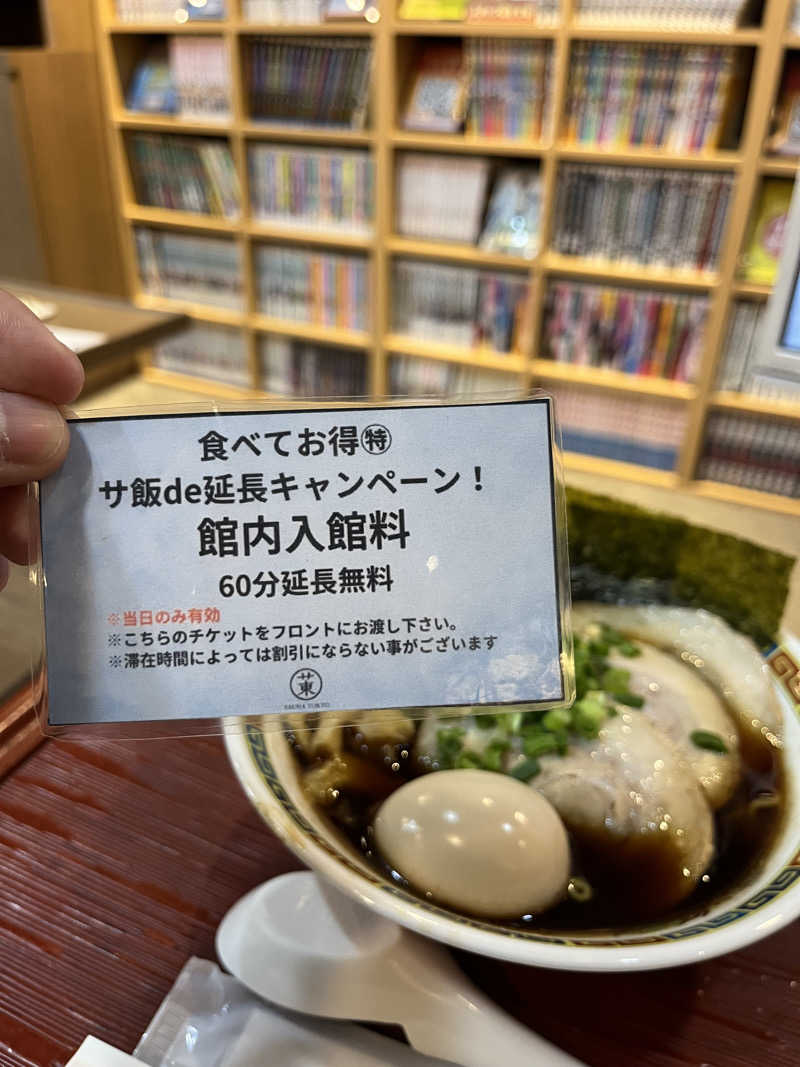 食べてお得㊕
サ飯de延長キャンペーン！
館内入館料
60分延長無料
※当日のみ有効
※こちらのチケットをフロントにお渡し下さい。
※滞在時間によっては割引にならない事がございます